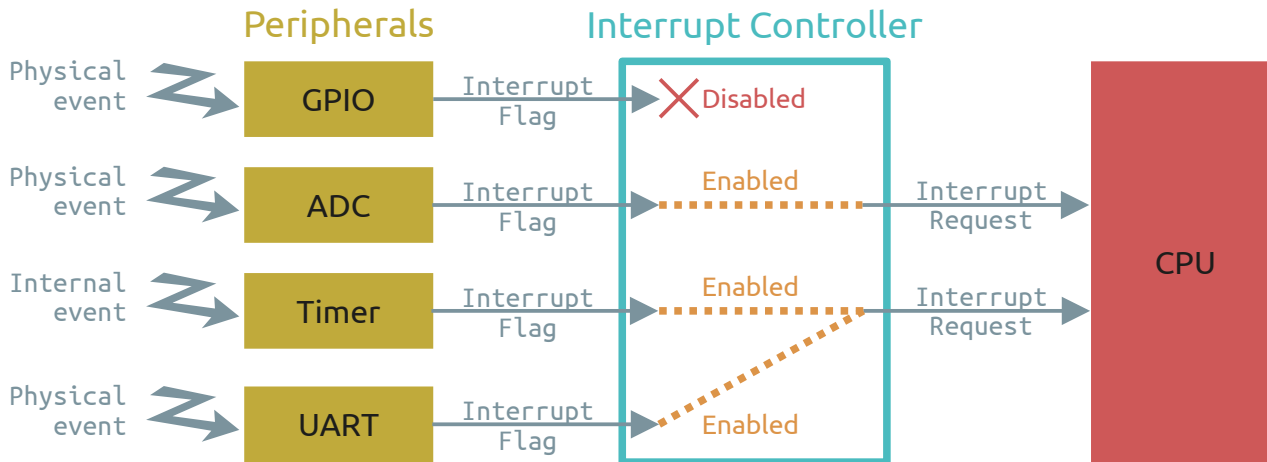 Peripherals
Interrupt Controller
Physical
event
GPIO
Interrupt
Flag
Disabled
Physical
event
ADC
Interrupt
Flag
Enabled
Interrupt
Request
CPU
Internal
event
Timer
Interrupt
Flag
Enabled
Interrupt
Request
Physical
event
UART
Interrupt
Flag
Enabled